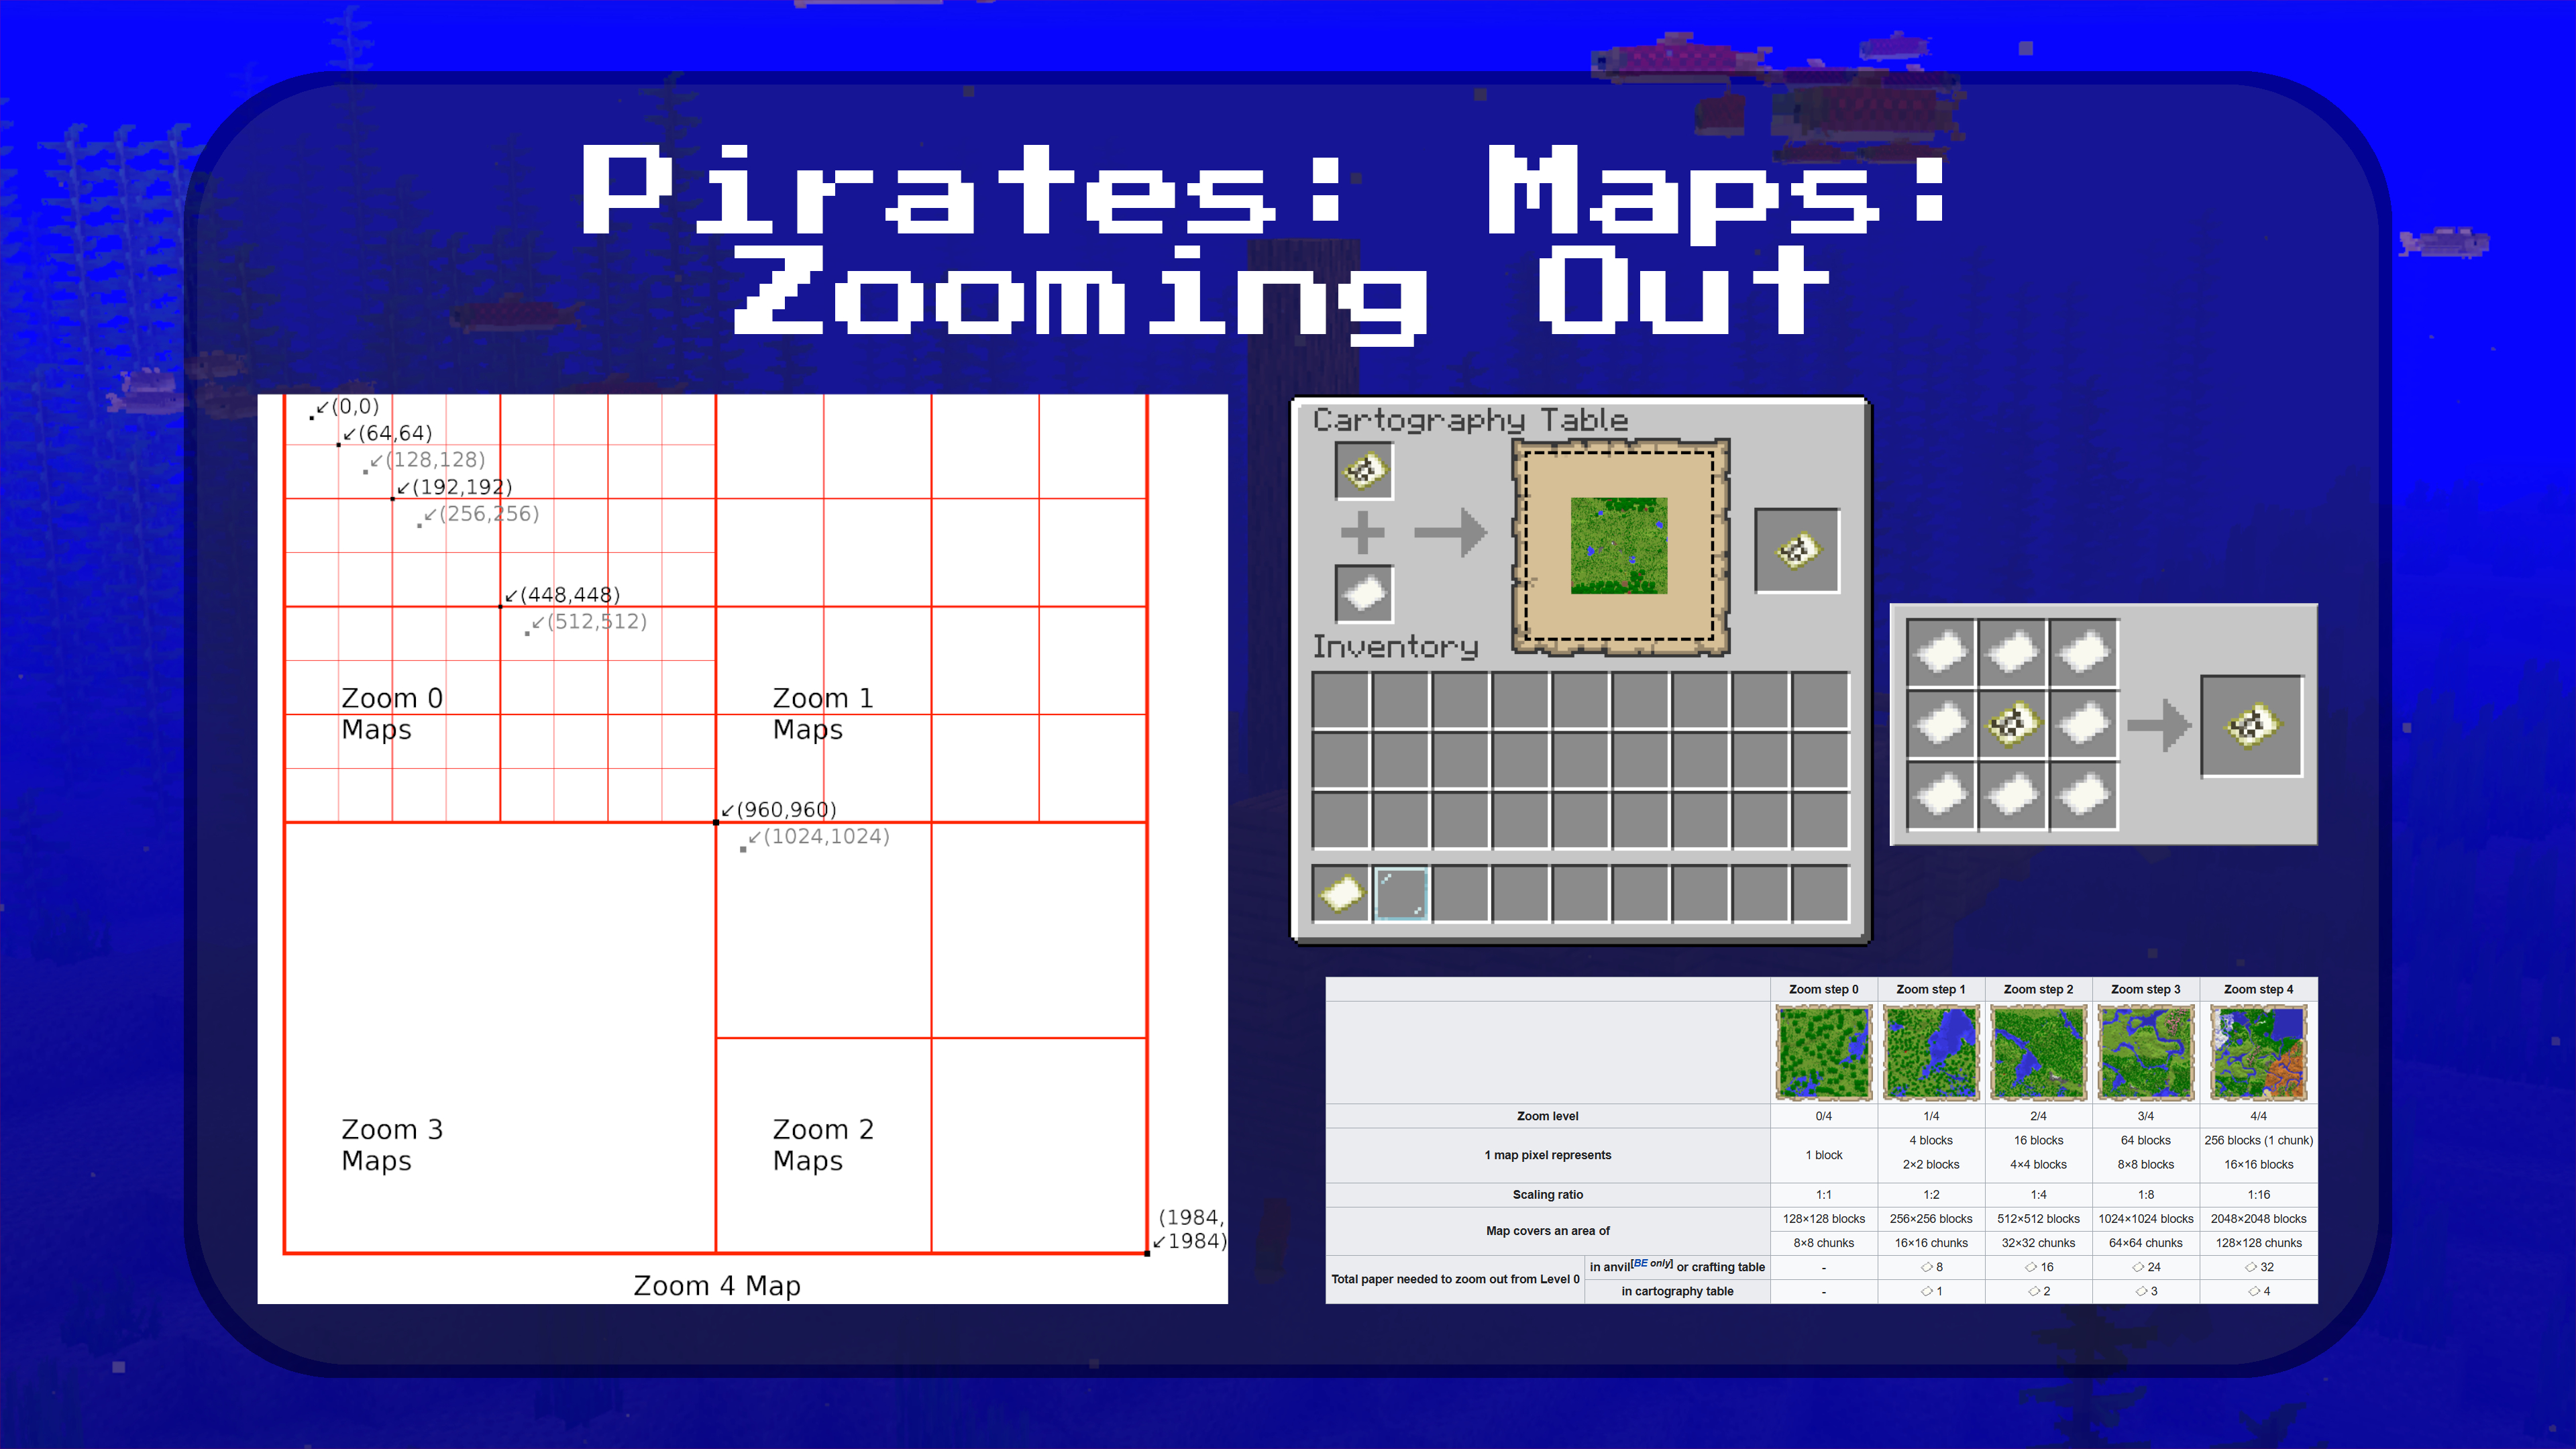 Pirates: Maps:
Zooming Out
↙(0,0)
↙(64,64)
↙(128,128)
↙(192,192)
↙(256,256)
↙(448,448)
↙(512,512)
Zoom 0
Maps
Zoom 1
Maps
↙(960,960)
↙(1024,1024)
Zoom 3
Maps
Zoom 2
Maps
(1984,
↙1984)
Zoom 4 Map
Cartography Table
Inventory
Zoom step 0 Zoom step 1 Zoom step 2 Zoom step 3 Zoom step 4
Zoom level 0/4 1/4 2/4 3/4 4/4
1 map pixel represents 1 block 4 blocks 16 blocks 64 blocks 256 blocks (1 chunk)
2×2 blocks 4×4 blocks 8×8 blocks 16×16 blocks
Scaling ratio 1:1 1:2 1:4 1:8 1:16
Map covers an area of 128×128 blocks 256×256 blocks 512×512 blocks 1024×1024 blocks 2048×2048 blocks
8×8 chunks 16×16 chunks 32×32 chunks 64×64 chunks 128×128 chunks
Total paper needed to zoom out from Level 0 in anvil[BE only] or crafting table - 8 16 24 32
in cartography table - 1 2 3 4